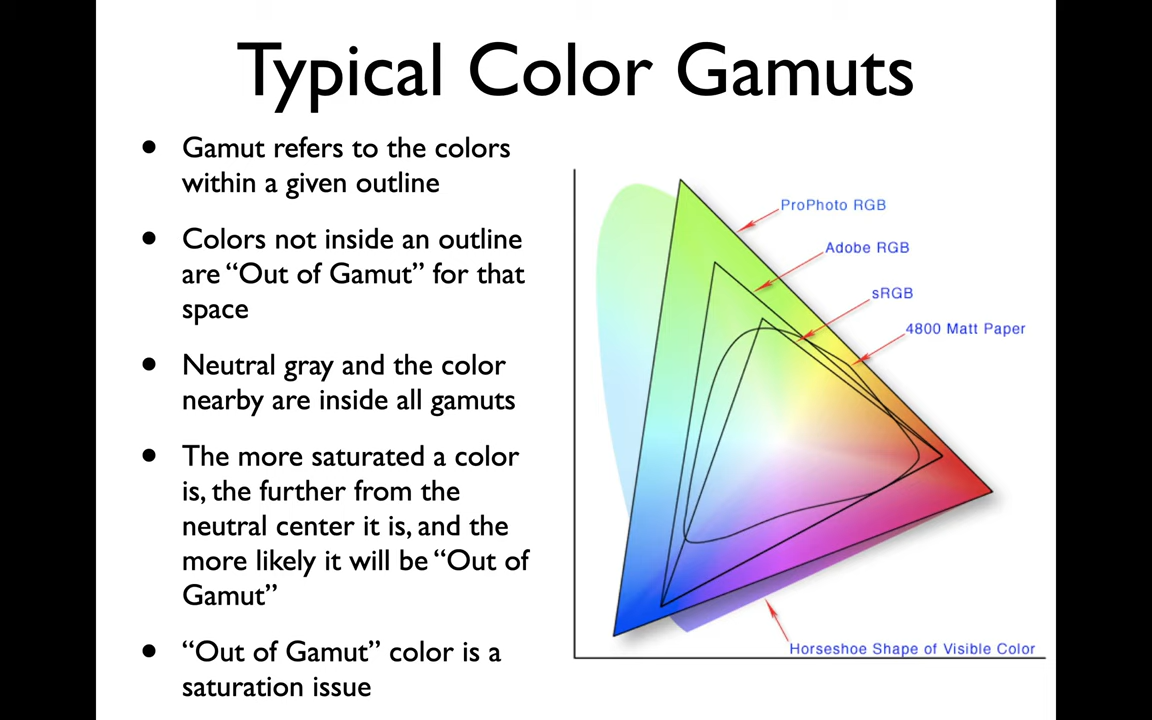 Typical Color Gamuts
• Gamut refers to the colors
within a given outline
• Colors not inside an outline
are “Out of Gamut” for that
space
• Neutral gray and the color
nearby are inside all gamuts
• The more saturated a color
is, the further from the
neutral center it is, and the
more likely it will be “Out of
Gamut”
• “Out of Gamut” color is a
saturation issue
ProPhoto RGB
Adobe RGB
sRGB
4800 Matt Paper
Horseshoe Shape of Visible Color